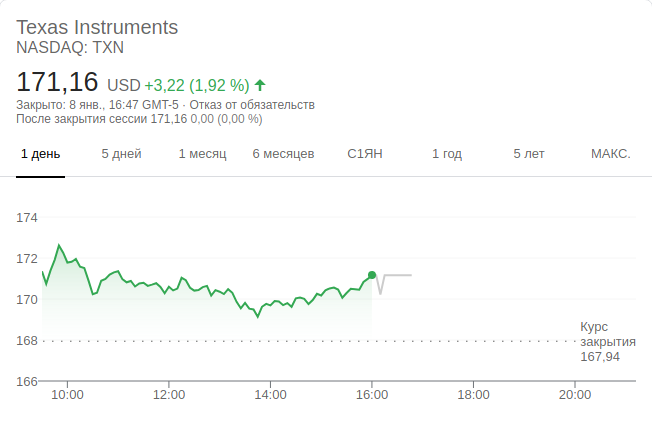 Texas Instruments
NASDAQ: TXN
171,16 USD +3,22 (1,92 %)
Закрыто: 8 янв., 16:47 GMT-5 · Отказ от обязательств
После закрытия сессии 171,16 0,00 (0,00 %)
1 день 5 дней 1 месяц 6 месяцев С1ЯН 1 год 5 лет МАКС.
174
172
170
168
166
Курс
закрытия
167,94
10:00 12:00 14:00 16:00 18:00 20:00